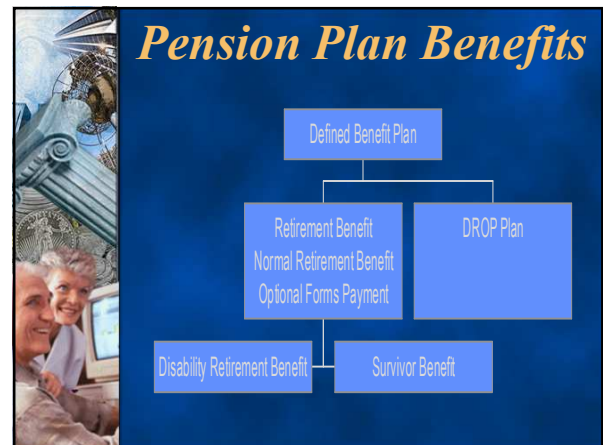 Pension Plan Benefits
Defined Benefit Plan
Retirement Benefit
Normal Retirement Benefit
Optional Forms Payment
DROP Plan
Disability Retirement Benefit
Survivor Benefit